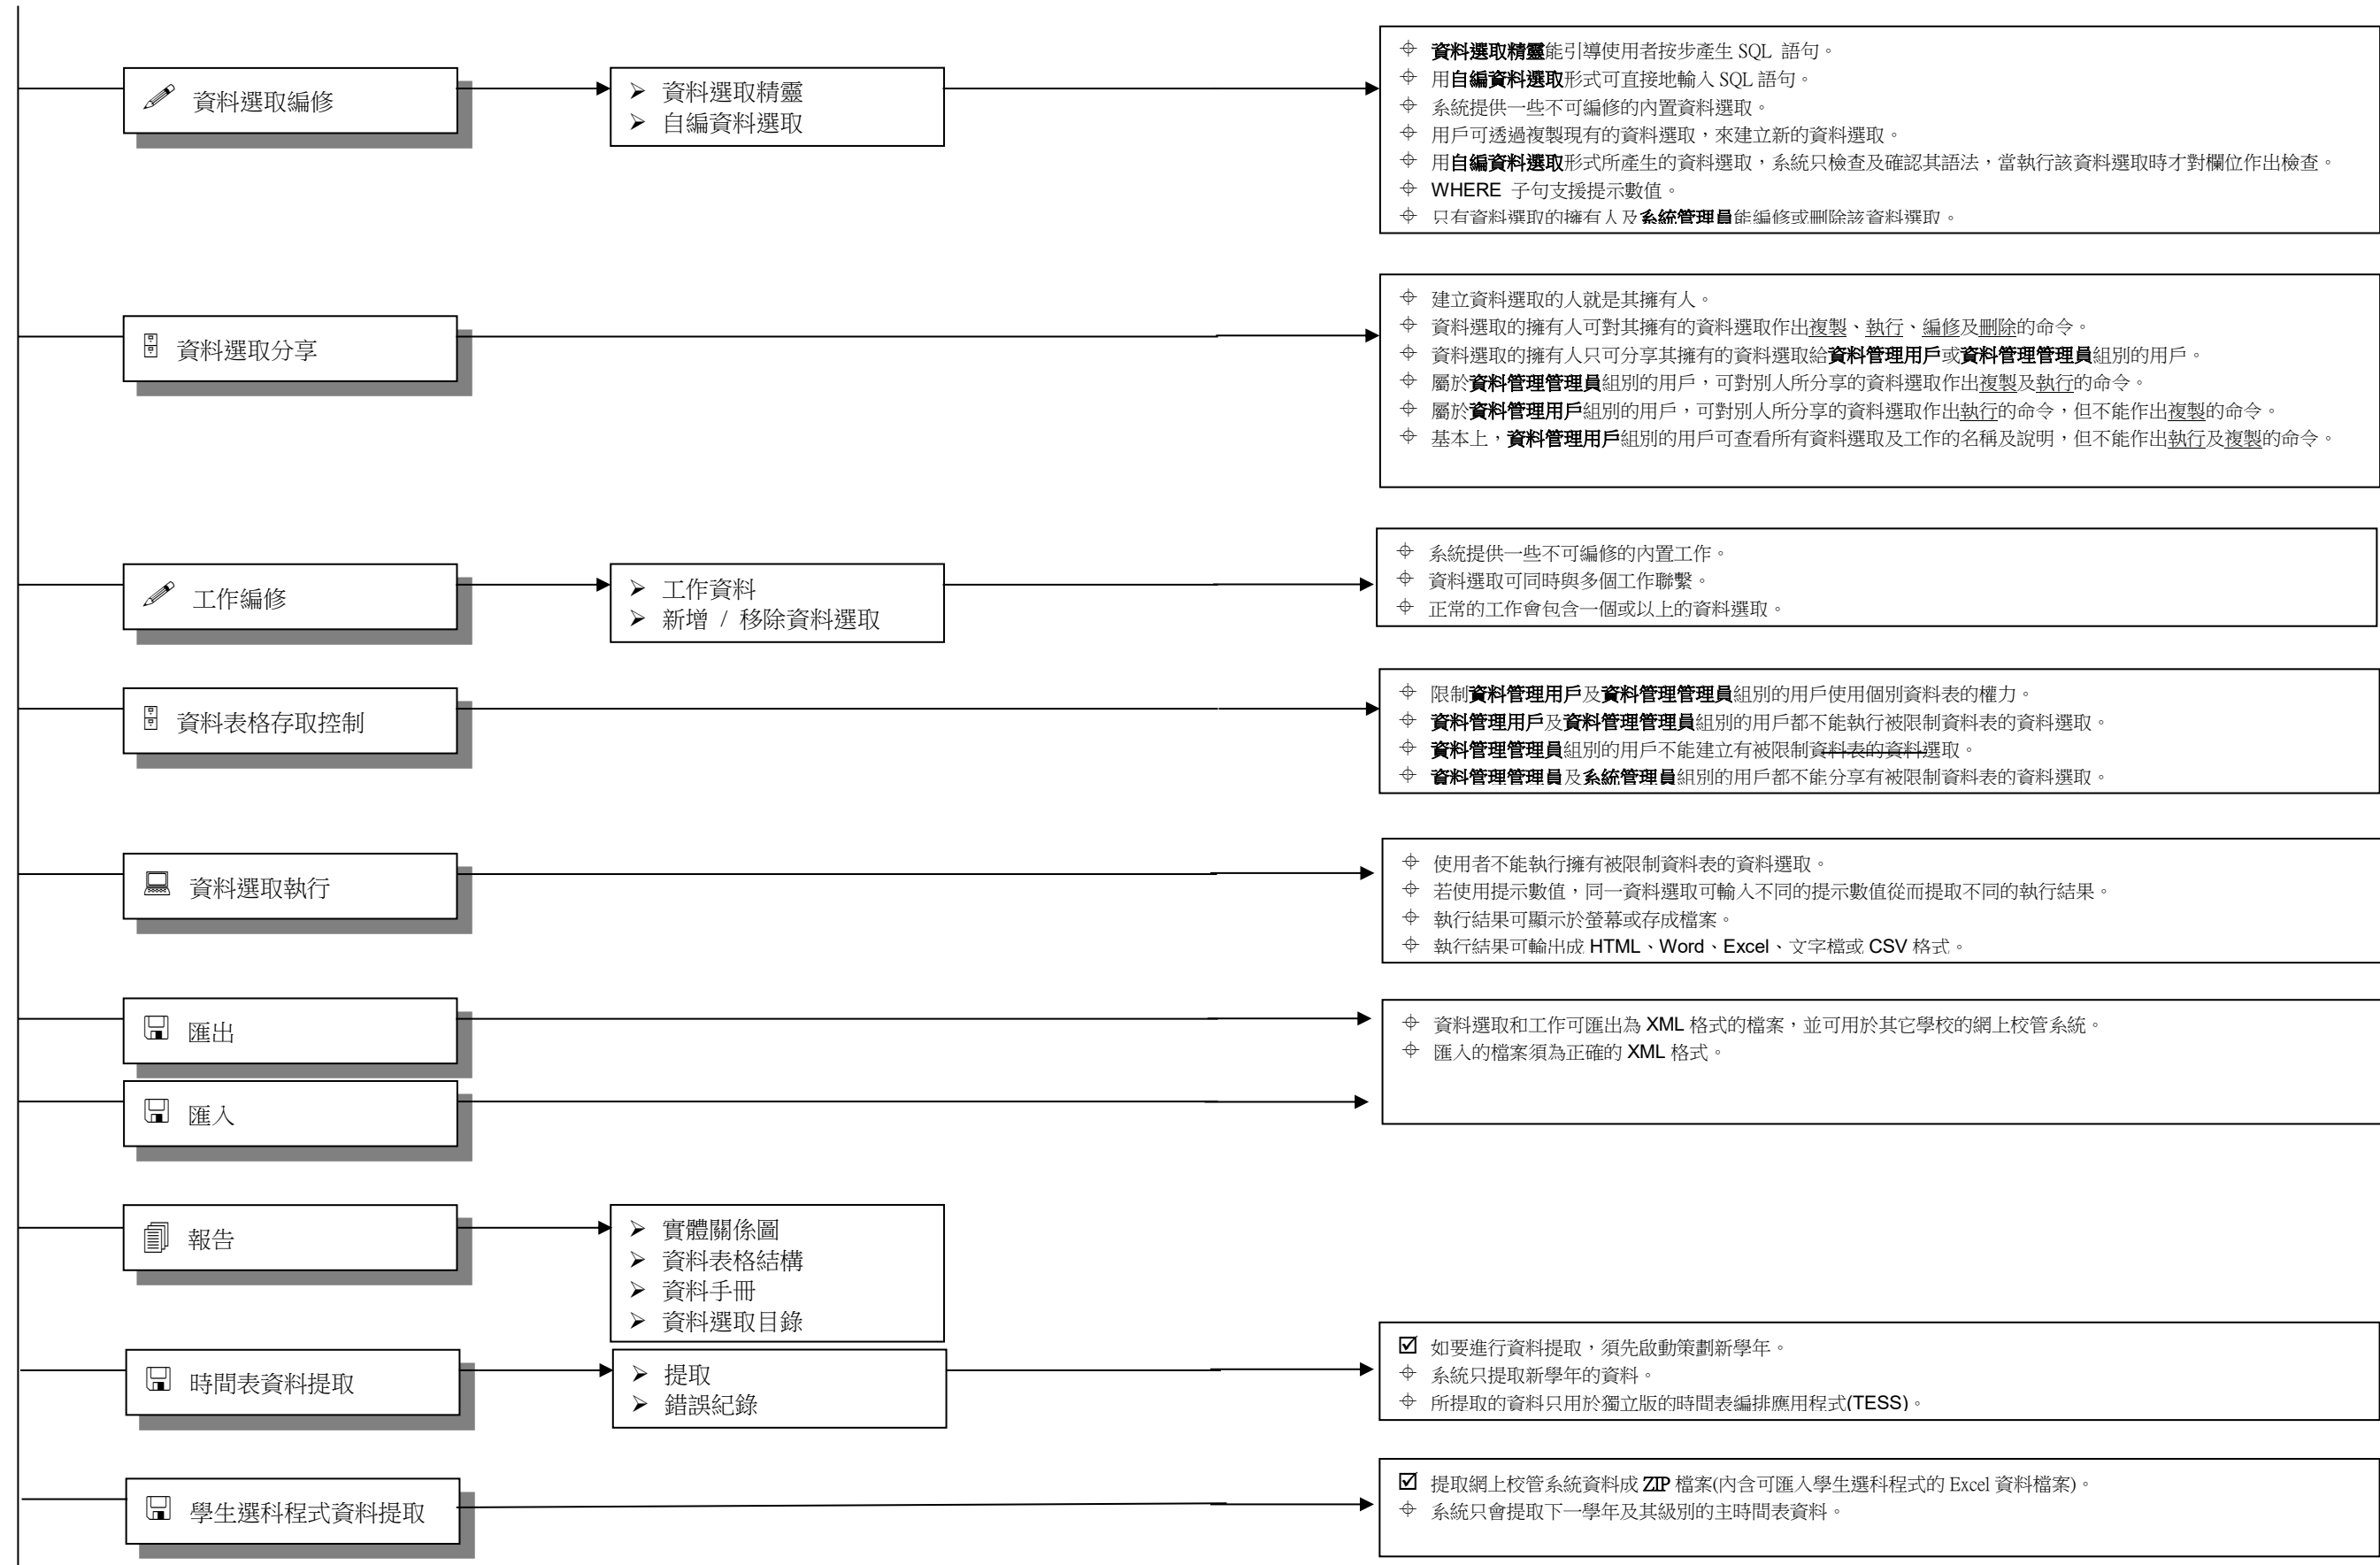 資料選取編修
資料選取精靈
自編資料選取
資料選取精靈能引導使用者按步產生 SQL 語句。
用自編資料選取形式可直接地輸入 SQL 語句。
系統提供一些不可編修的內置資料選取。
用戶可透過複製現有的資料選取，來建立新的資料選取。
用自編資料選取形式所產生的資料選取，系統只檢查及確認其語法，當執行該資料選取時才對欄位作出檢查。
WHERE 子句支援提示數值。
只有資料選取的擁有人及系統管理員能編修或刪除該資料選取。
資料選取分享
建立資料選取的人就是其擁有人。
資料選取的擁有人可對其擁有的資料選取作出複製、執行、編修及刪除的命令。
資料選取的擁有人只可分享其擁有的資料選取給資料管理用戶或資料管理管理員組別的用戶。
屬於資料管理管理員組別的用戶，可對別人所分享的資料選取作出複製及執行的命令。
屬於資料管理用戶組別的用戶，可對別人所分享的資料選取作出執行的命令，但不能作出複製的命令。
基本上，資料管理用戶組別的用戶可查看所有資料選取及工作的名稱及說明，但不能作出執行及複製的命令。
工作編修
工作資料
新增 / 移除資料選取
系統提供一些不可編修的內置工作。
資料選取可同時與多個工作聯繫。
正常的工作會包含一個或以上的資料選取。
資料表格存取控制
限制資料管理用戶及資料管理管理員組別的用戶使用個別資料表的權力。
資料管理用戶及資料管理管理員組別的用戶都不能執行被限制資料表的資料選取。
資料管理管理員組別的用戶不能建立有被限制資料表的資料選取。
資料管理管理員及系統管理員組別的用戶都不能分享有被限制資料表的資料選取。
資料選取執行
使用者不能執行擁有被限制資料表的資料選取。
若使用提示數值，同一資料選取可輸入不同的提示數值從而提取不同的執行結果。
執行結果可顯示於螢幕或存成檔案。
執行結果可輸出成 HTML、Word、Excel、文字檔或 CSV 格式。
匯出
資料選取和工作可匯出為 XML 格式的檔案，並可用於其它學校的網上校管系統。
匯入的檔案須為正確的 XML 格式。
匯入
報告
實體關係圖
資料表格結構
資料手冊
資料選取目錄
時間表資料提取
提取
錯誤紀錄
如要進行資料提取，須先啟動策劃新學年。
系統只提取新學年的資料。
所提取的資料只用於獨立版的時間表編排應用程式(TESS)。
學生選科程式資料提取
提取網上校管系統資料成 ZIP 檔案(內含可匯入學生選科程式的 Excel 資料檔案)。
系統只會提取下一學年及其級別的主時間表資料。